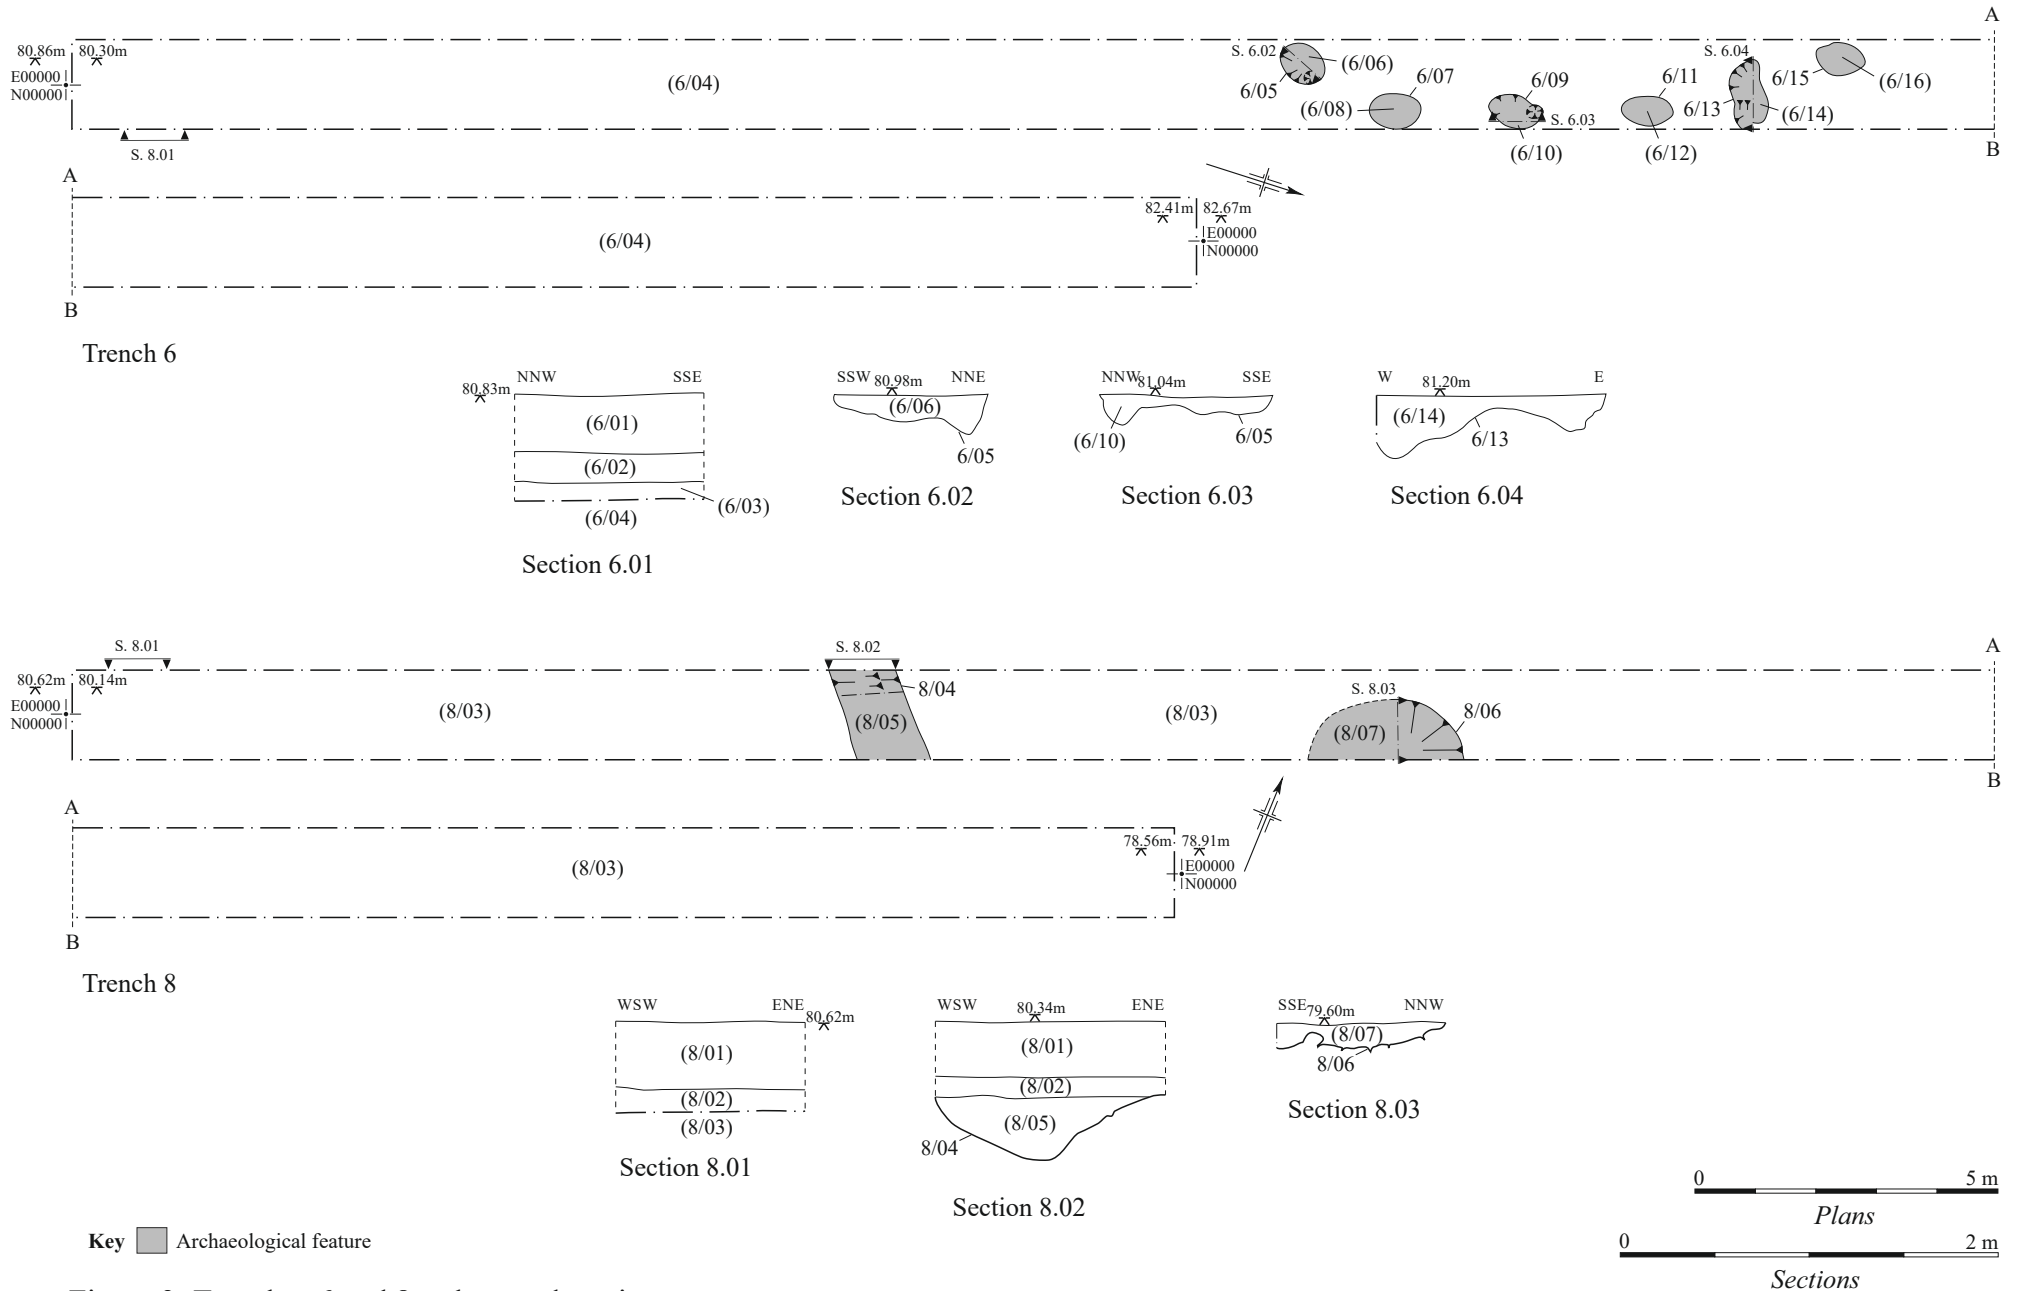 A
80.86m 80.30m
S. 6.02
S. 6.04
E00000
N00000
(6/04)
6/05
(6/06)
(6/08)
6/07
6/09
S. 6.03
(6/10)
6/11
(6/12)
6/13
(6/14)
6/15
(6/16)
S. 8.01
B
A
82.41m 82.67m
(6/04)
E00000
N00000
B
Trench 6
80.83m
NNW SSE
(6/01)
(6/02)
(6/03)
(6/04)
Section 6.01
SSW 80.98m NNE
(6/06)
6/05
Section 6.02
NNW 81.04m SSE
(6/10)
6/05
Section 6.03
W 81.20m E
(6/14)
6/13
Section 6.04
S. 8.01
S. 8.02
A
80.62m 80.14m
E00000
N00000
(8/03)
8/04
(8/05)
(8/03)
S. 8.03
(8/07)
8/06
B
A
78.56m 78.91m
(8/03)
E00000
N00000
B
Trench 8
WSW ENE
80.62m
(8/01)
(8/02)
(8/03)
Section 8.01
WSW 80.34m ENE
(8/01)
(8/02)
(8/05)
8/04
Section 8.02
SSE 79.60m NNW
(8/07)
8/06
Section 8.03
0 5 m
Plans
0 2 m
Sections
Key Archaeological feature